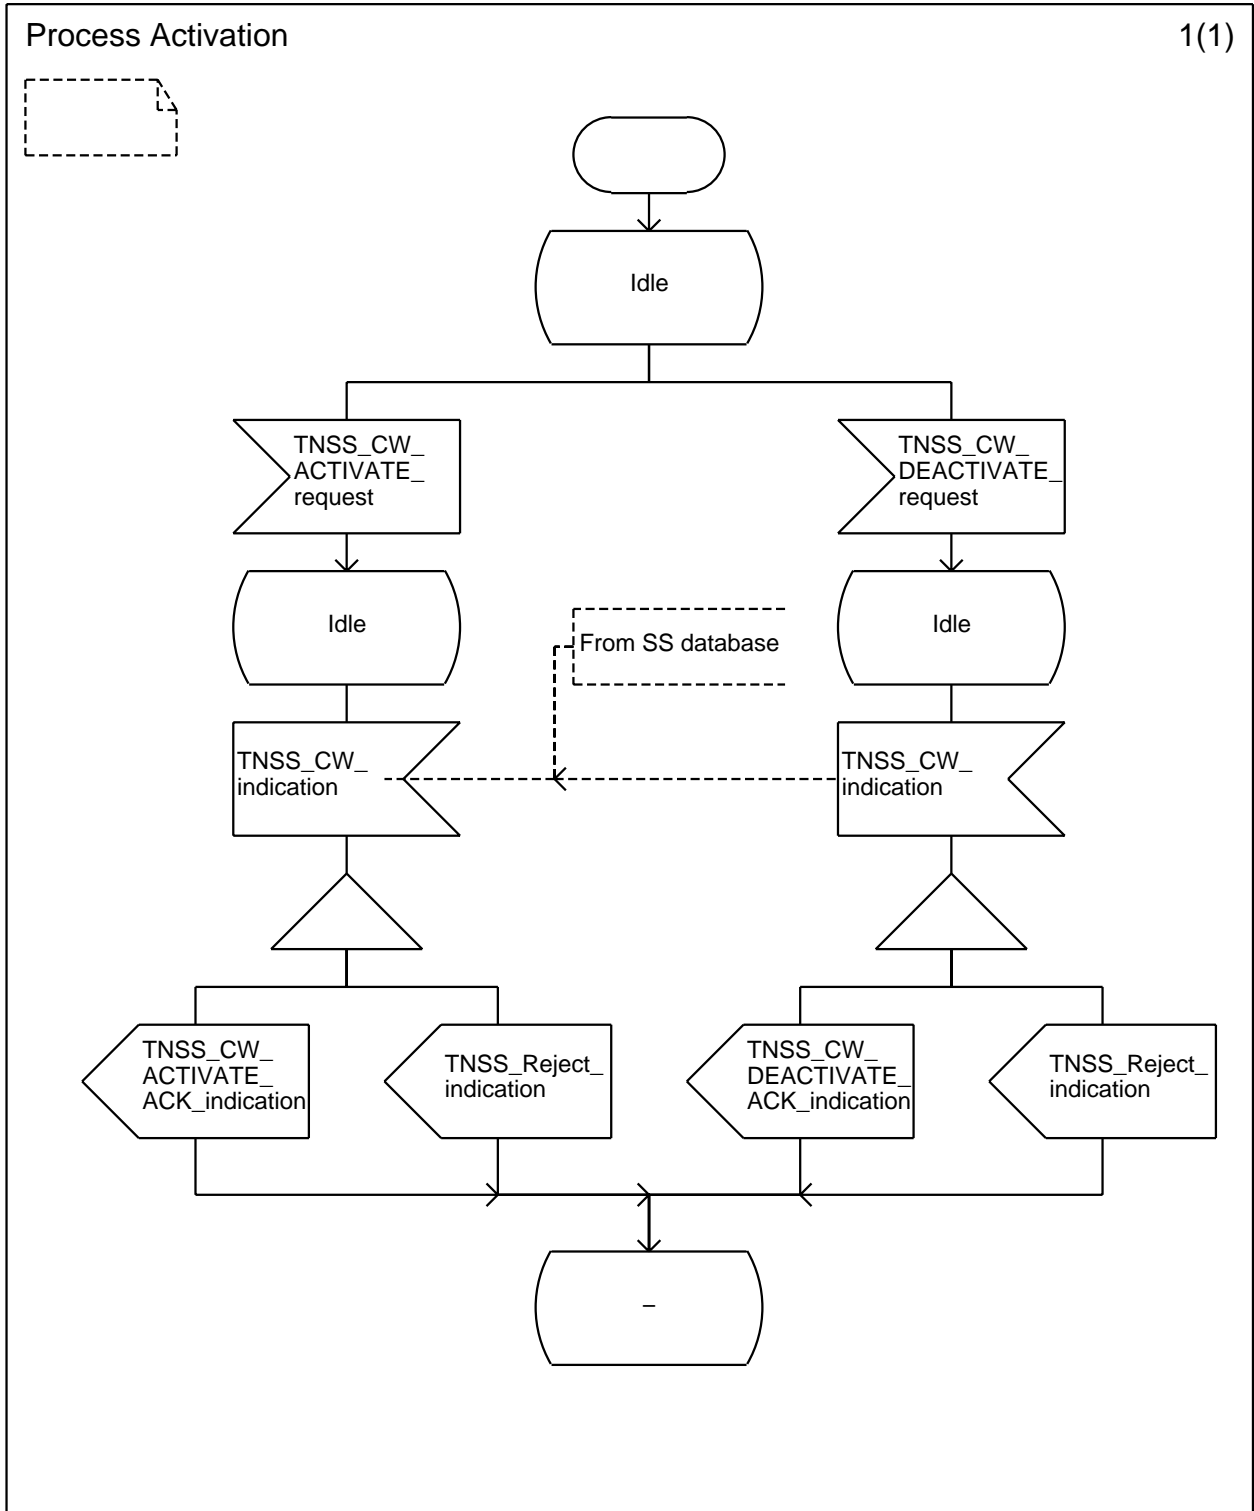 Process Activation
1(1)
Idle
TNSS_CW_
ACTIVATE_
request
TNSS_CW_
DEACTIVATE_
request
Idle
From SS database
Idle
TNSS_CW_
indication
TNSS_CW_
indication
TNSS_CW_
ACTIVATE_
ACK_indication
TNSS_Reject_
indication
TNSS_CW_
DEACTIVATE_
ACK_indication
TNSS_Reject_
indication
–